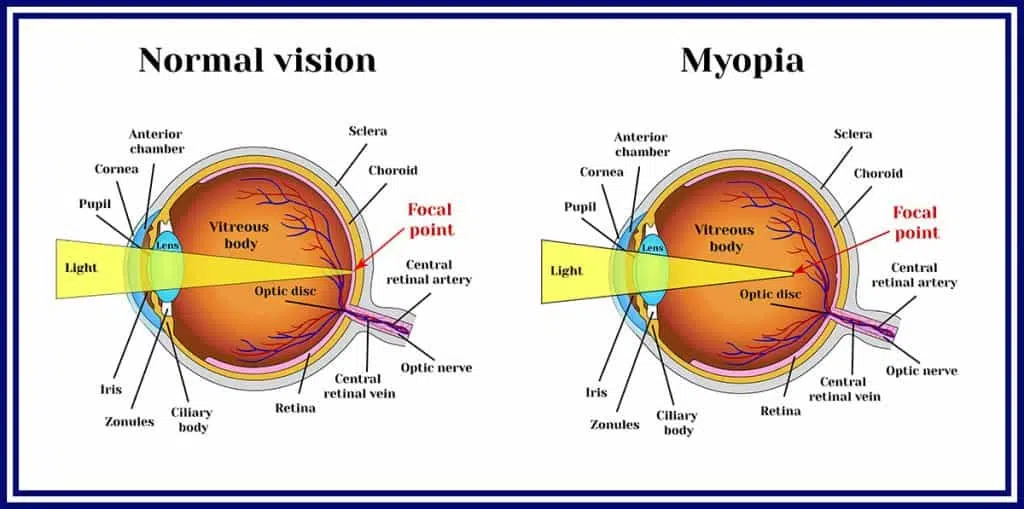 Normal vision
Anterior
chamber
Cornea
Pupil
Light
Lens
Vitreous
body
Sclera
Choroid
Focal
point
Central
retinal artery
Optic disc
Optic nerve
Central
retinal vein
Retina
Ciliary
body
Zonules
Iris
Myopia
Anterior
chamber
Cornea
Pupil
Light
Lens
Vitreous
body
Sclera
Choroid
Focal
point
Central
retinal artery
Optic disc
Optic nerve
Central
retinal vein
Retina
Ciliary
body
Zonules
Iris